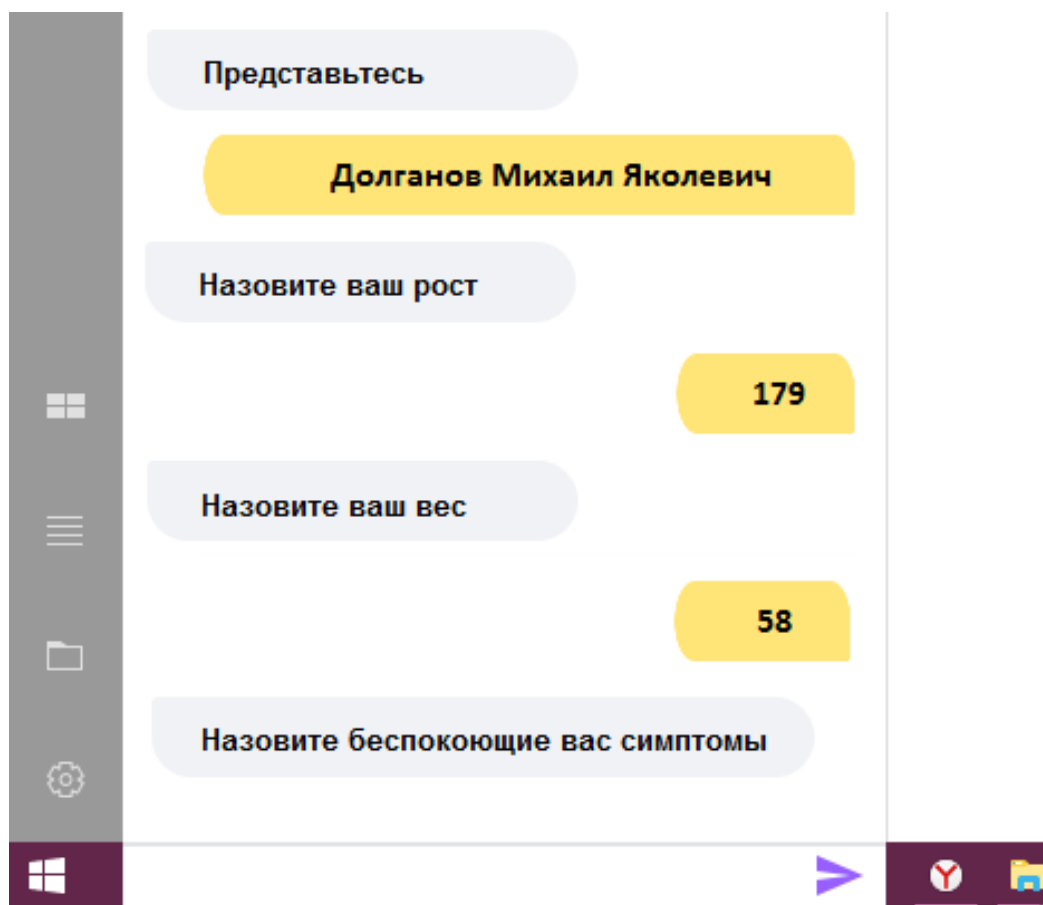 Представьтесь
Долганов Михаил Яколевич
Назовите ваш рост
179
Назовите ваш вес
58
Назовите беспокоющие вас симптомы